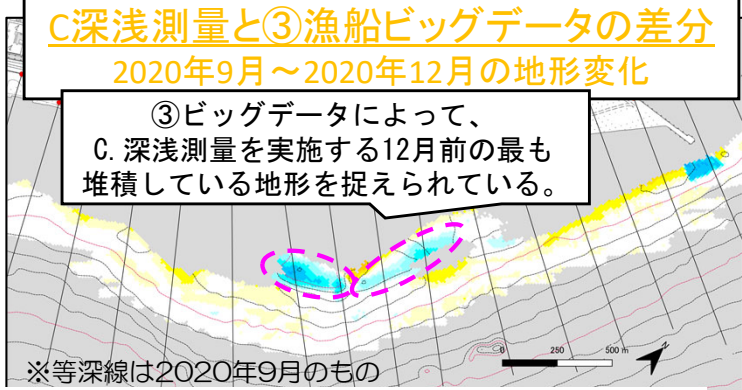 C深浅測量と③漁船ビッグデータの差分
2020年9月～2020年12月の地形変化
③ビッグデータによって、
C.深浅測量を実施する12月前の最も
堆積している地形を捉えられている。
0 250 500 m
N
※等深線は2020年9月のもの